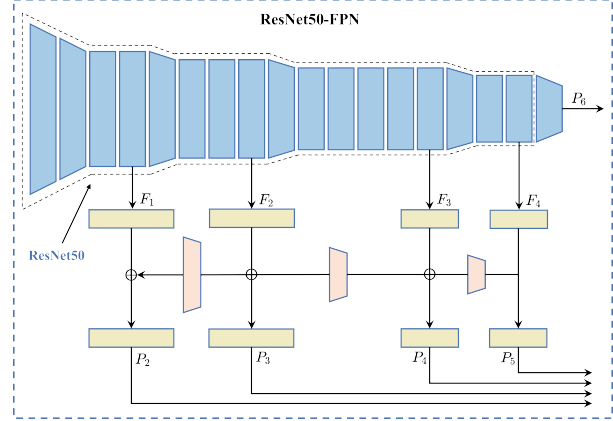 ResNet50-FPN
P₆
F₁
F₂
F₃
F₄
ResNet50
P₂
P₃
P₄
P₅